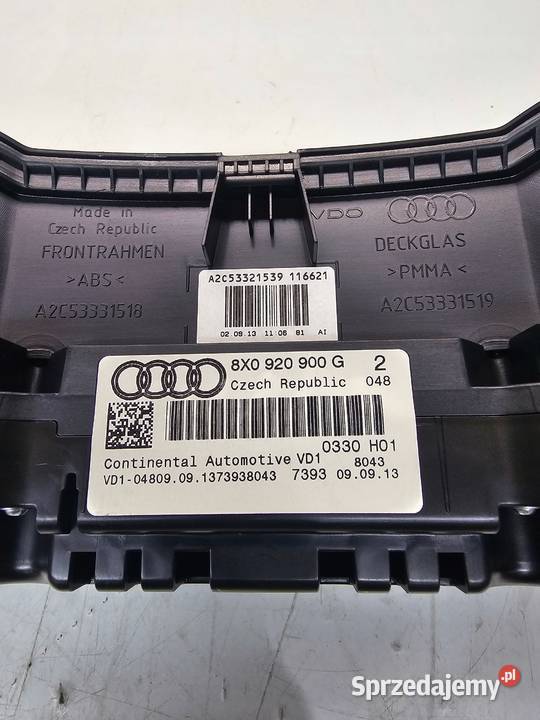 Made in
Czech Republic
FRONTRAHMEN
>ABS<
A2C53331518
VDO
DECKGLAS
>PMMA<
A2C53331519
A2C53321539 116621
02.09.13 11:06 81 AI
8X0 920 900 G 2
Czech Republic 048
0330 H01
Continental Automotive VD1 8043
VD1-04809.09.1373938043 7393 09.09.13
Sprzedajemy.pl